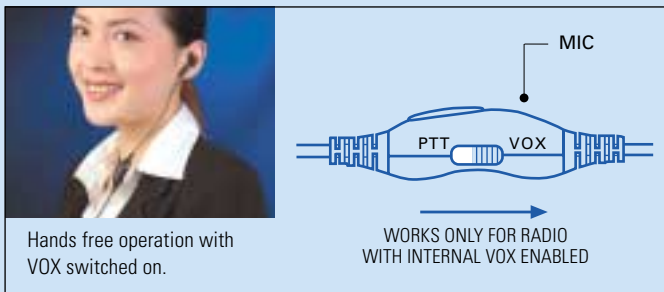 MIC
PTT
VOX
Hands free operation with
VOX switched on.
WORKS ONLY FOR RADIO
WITH INTERNAL VOX ENABLED